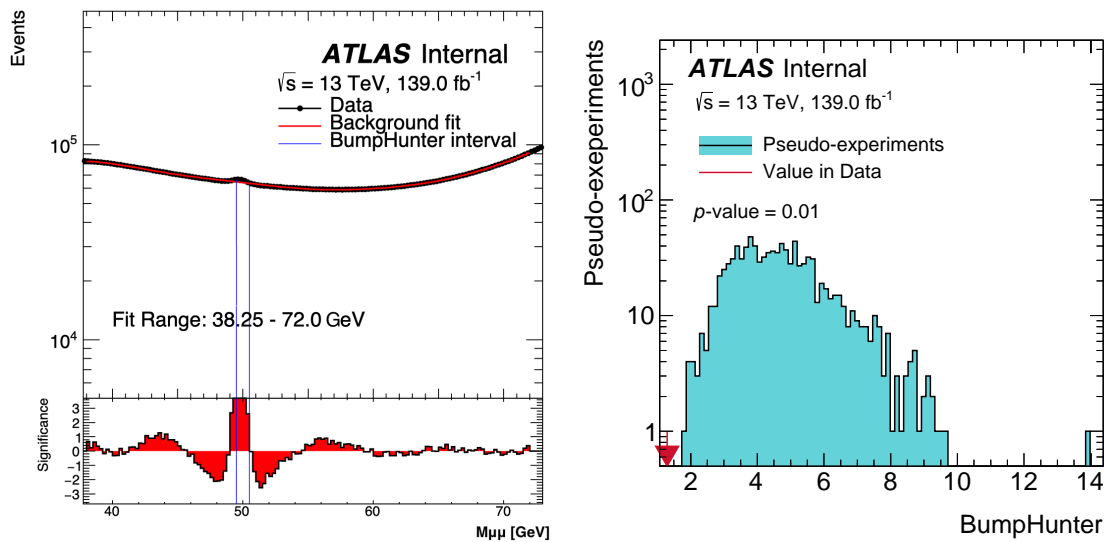 Events
ATLAS Internal
√s = 13 TeV, 139.0 fb⁻¹
Data
Background fit
BumpHunter interval
10⁵
Fit Range: 38.25 - 72.0 GeV
10⁴
Significance
3
2
1
0
−1
−2
−3
40 50 60 70
Mμμ [GeV]
Pseudo-exeperiments
ATLAS Internal
√s = 13 TeV, 139.0 fb⁻¹
Pseudo-experiments
Value in Data
p-value = 0.01
10³
10²
10
1
2 4 6 8 10 12 14
BumpHunter